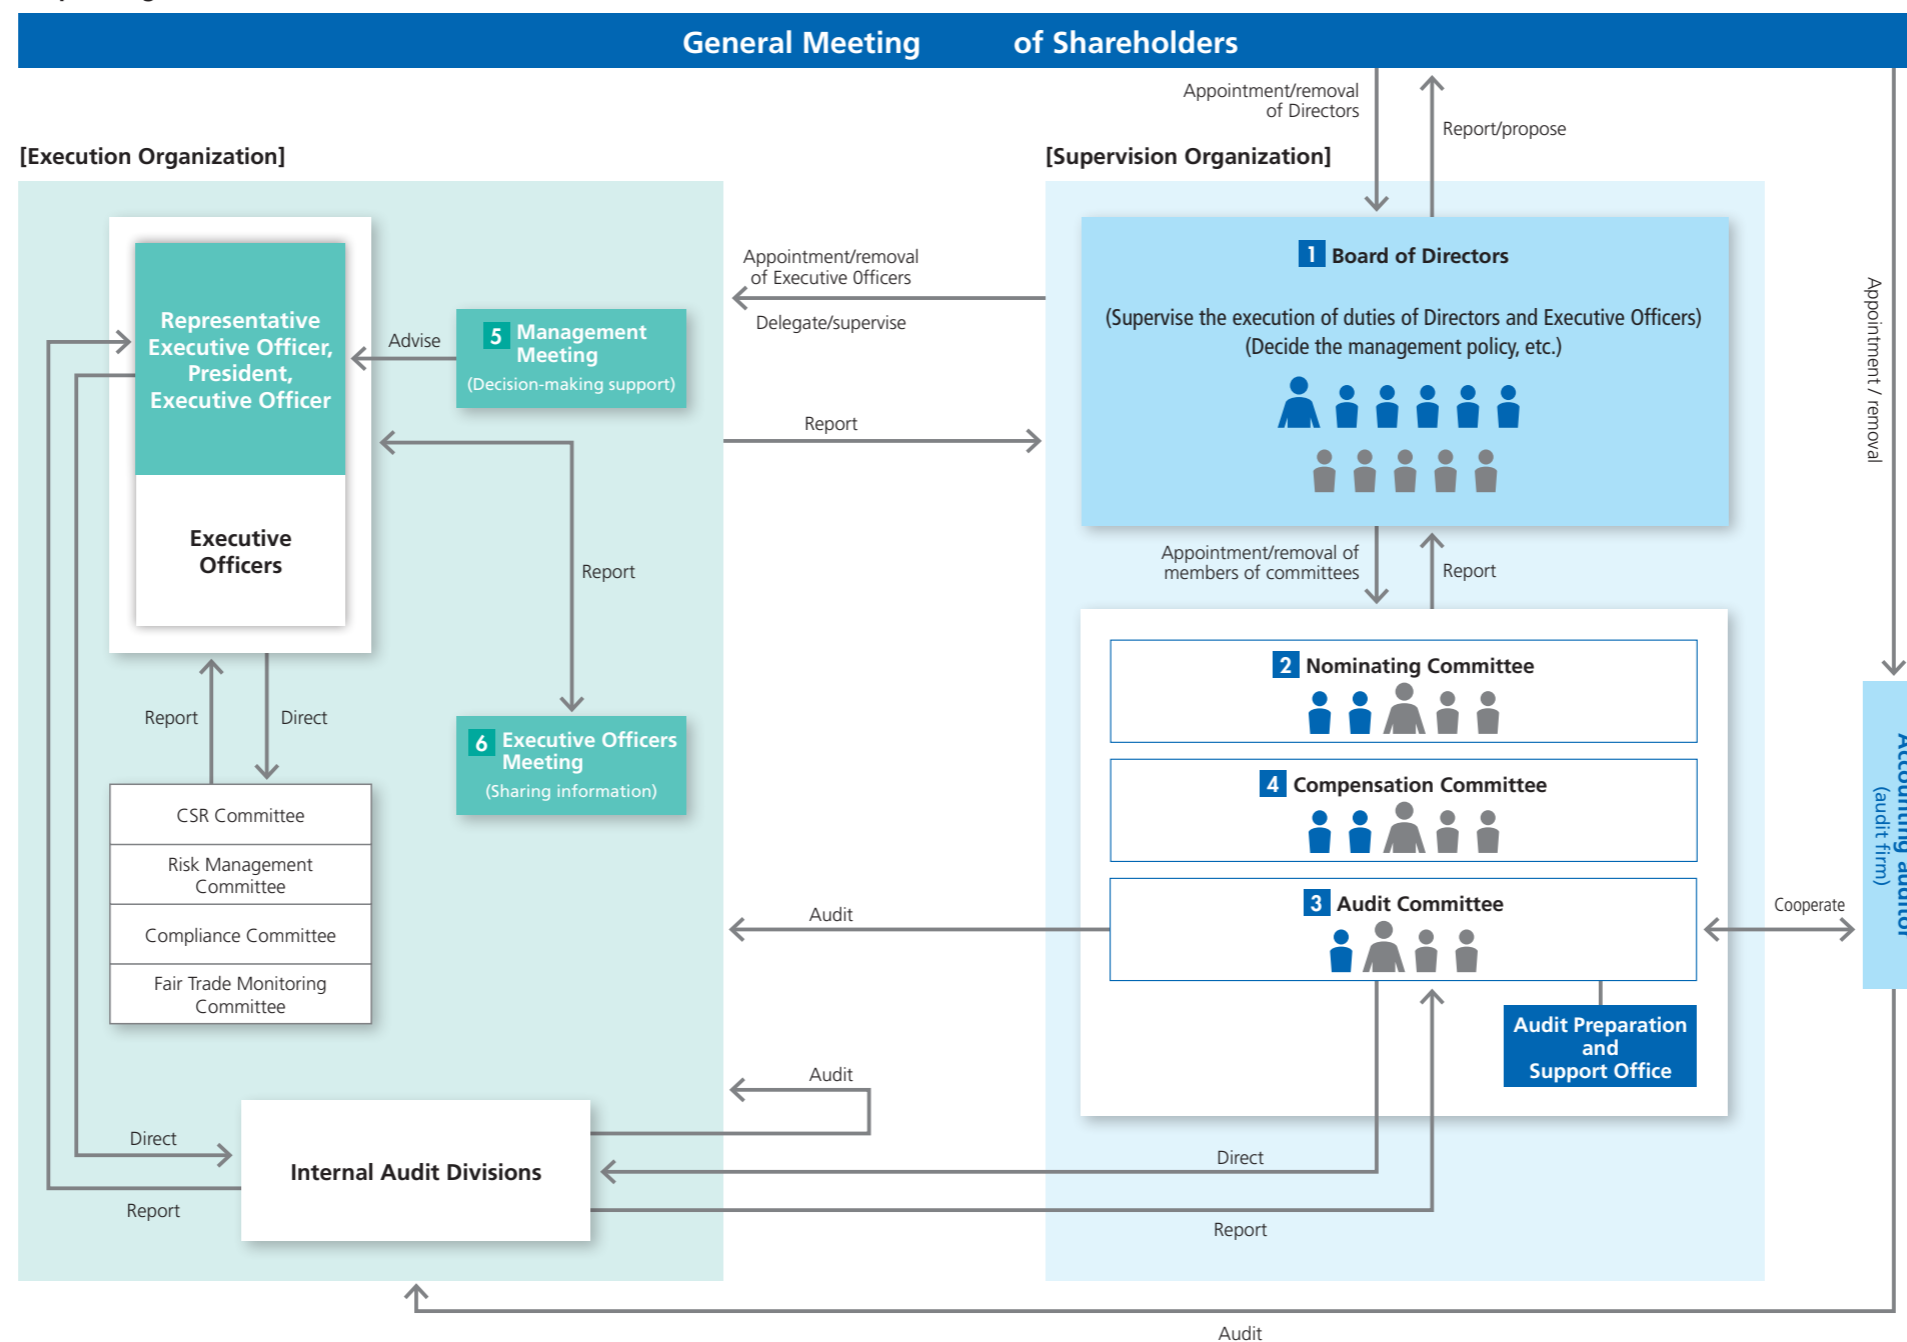 General Meeting of Shareholders
Appointment/removal
of Directors
Report/propose
[Execution Organization]
[Supervision Organization]
Representative
Executive Officer,
President,
Executive Officer
Executive
Officers
Advise
5 Management
Meeting
(Decision-making support)
Appointment/removal
of Executive 0fficers
Delegate/supervise
Report
1 Board of Directors
(Supervise the execution of duties of Directors and Executive Officers)
(Decide the management policy, etc.)
Appointment / removal
Report
Appointment/removal of
members of committees
Report
Report
Direct
6 Executive Officers
Meeting
(Sharing information)
2 Nominating Committee
4 Compensation Committee
3 Audit Committee
CSR Committee
Risk Management
Committee
Compliance Committee
Fair Trade Monitoring
Committee
Audit
Cooperate
Accounting auditor
(audit firm)
Audit Preparation
and
Support Office
Audit
Direct
Internal Audit Divisions
Direct
Report
Report
Audit